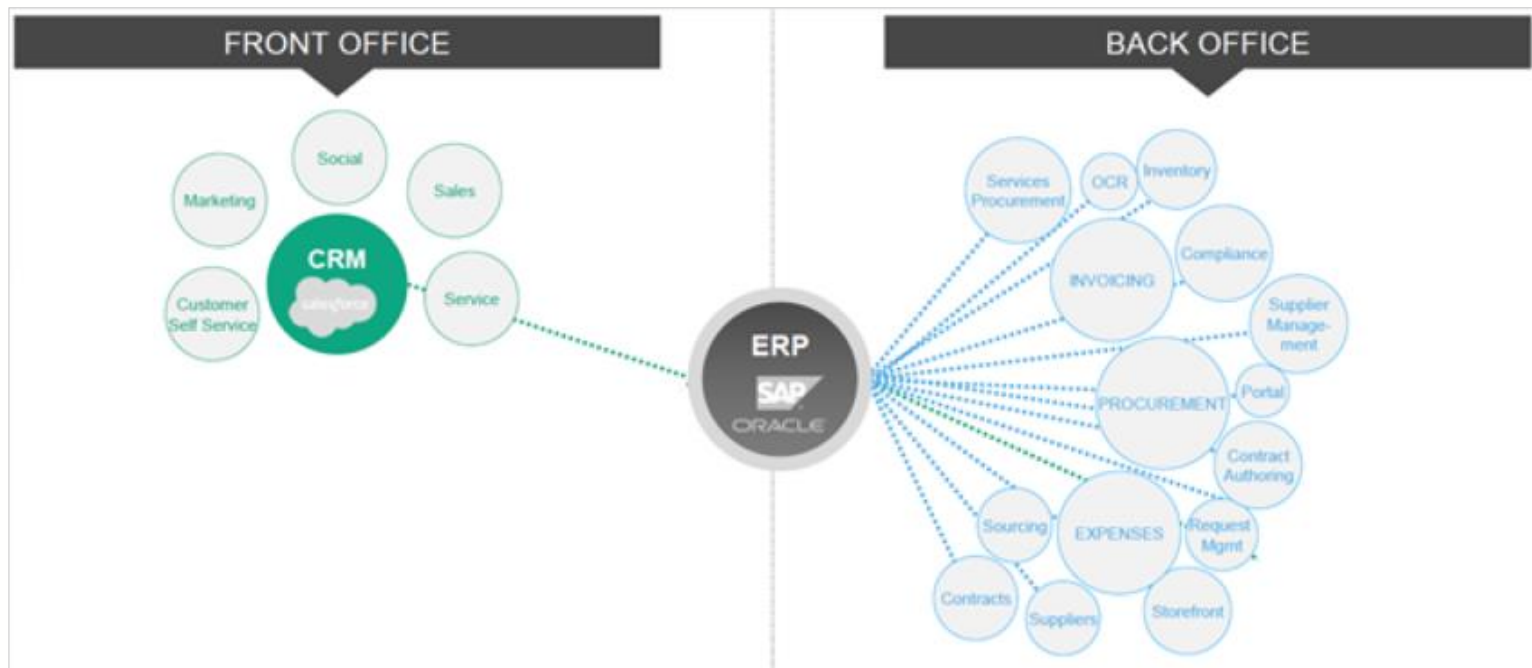 FRONT OFFICE
BACK OFFICE
Social
Marketing
Sales
CRM
salesforce
Customer
Self Service
Service
ERP
SAP
ORACLE
Services
Procurement
OCR
Inventory
INVOICING
Compliance
Supplier
Manage-
ment
PROCUREMENT
Portal
Contract
Authoring
Sourcing
EXPENSES
Request
Mgmt
Contracts
Suppliers
Storefront